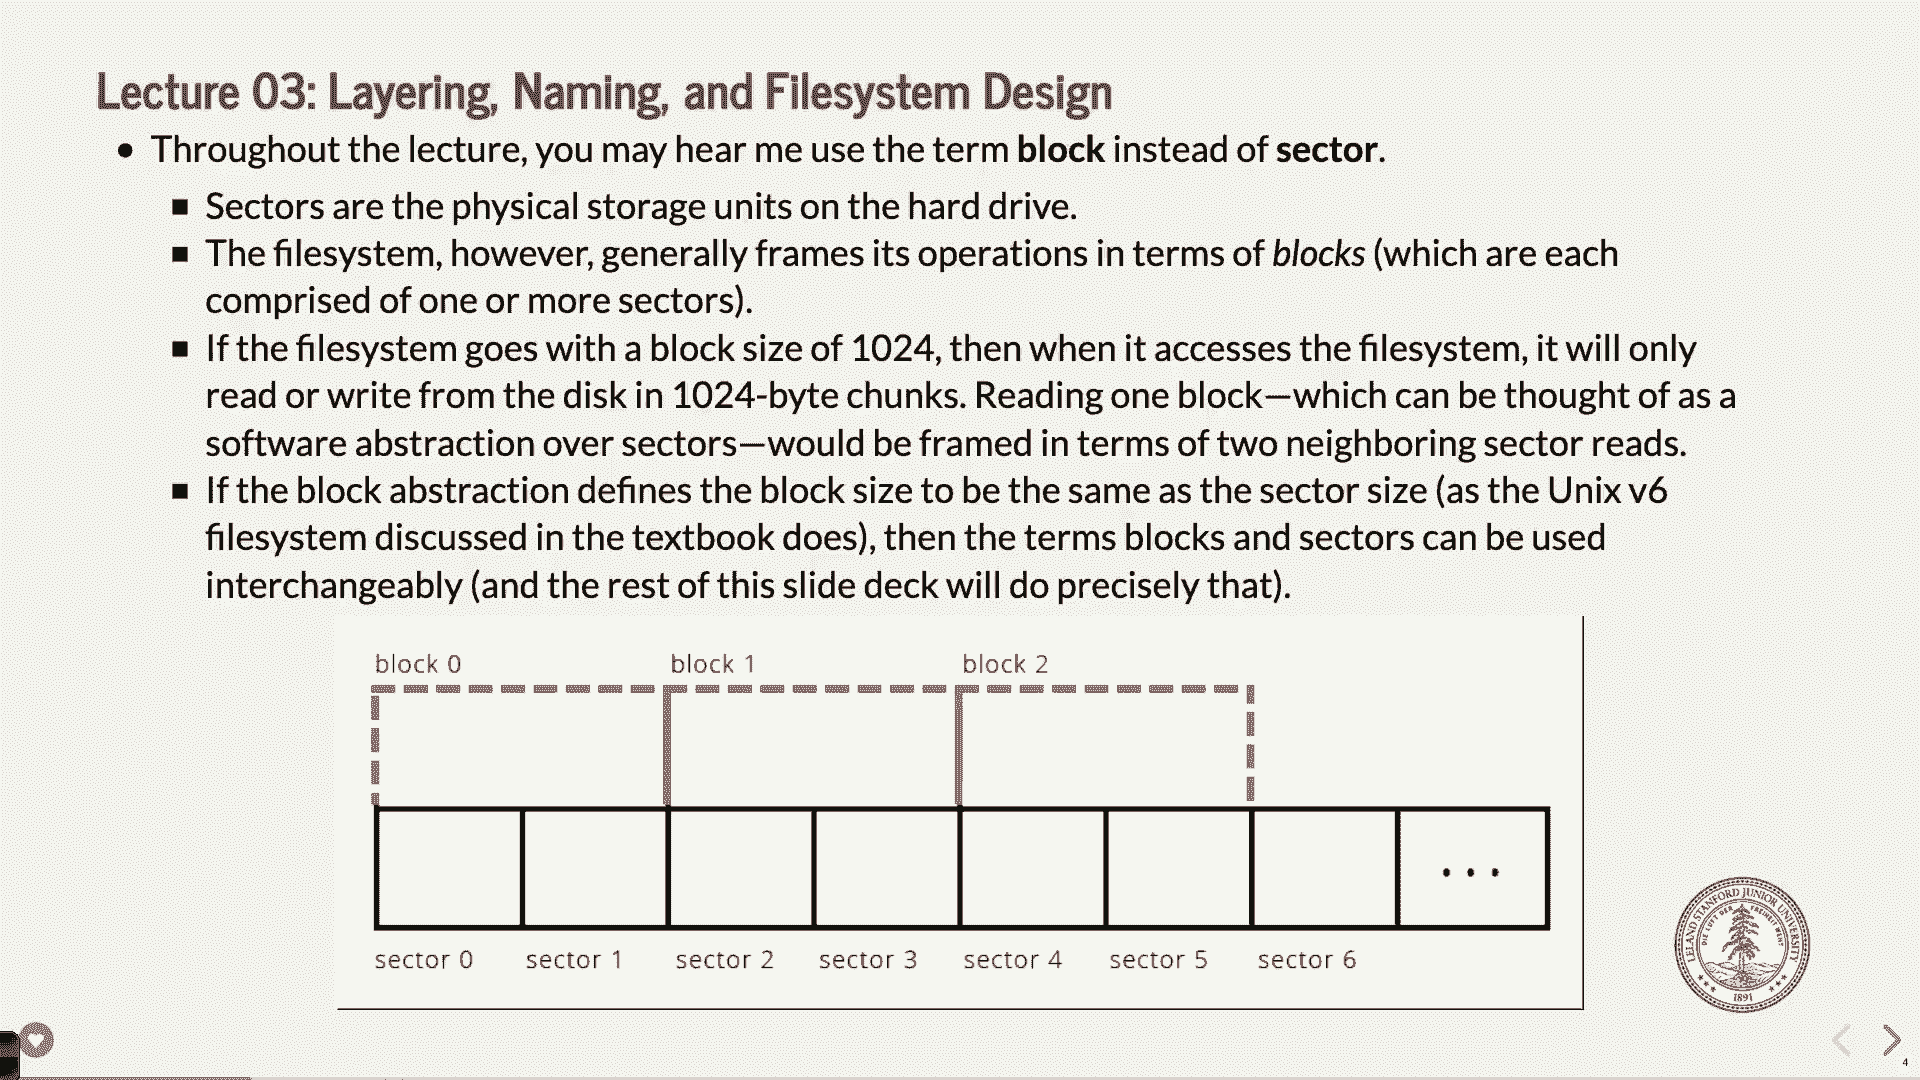 Lecture 03: Layering, Naming, and Filesystem Design
• Throughout the lecture, you may hear me use the term block instead of sector.
▪ Sectors are the physical storage units on the hard drive.
▪ The filesystem, however, generally frames its operations in terms of blocks (which are each
comprised of one or more sectors).
▪ If the filesystem goes with a block size of 1024, then when it accesses the filesystem, it will only
read or write from the disk in 1024-byte chunks. Reading one block—which can be thought of as a
software abstraction over sectors—would be framed in terms of two neighboring sector reads.
▪ If the block abstraction defines the block size to be the same as the sector size (as the Unix v6
filesystem discussed in the textbook does), then the terms blocks and sectors can be used
interchangeably (and the rest of this slide deck will do precisely that).
block 0 block 1 block 2
...
sector 0 sector 1 sector 2 sector 3 sector 4 sector 5 sector 6
LELAND STANFORD JUNIOR UNIVERSITY
DIE LUFT DER FREIHEIT WEHT
1891
4